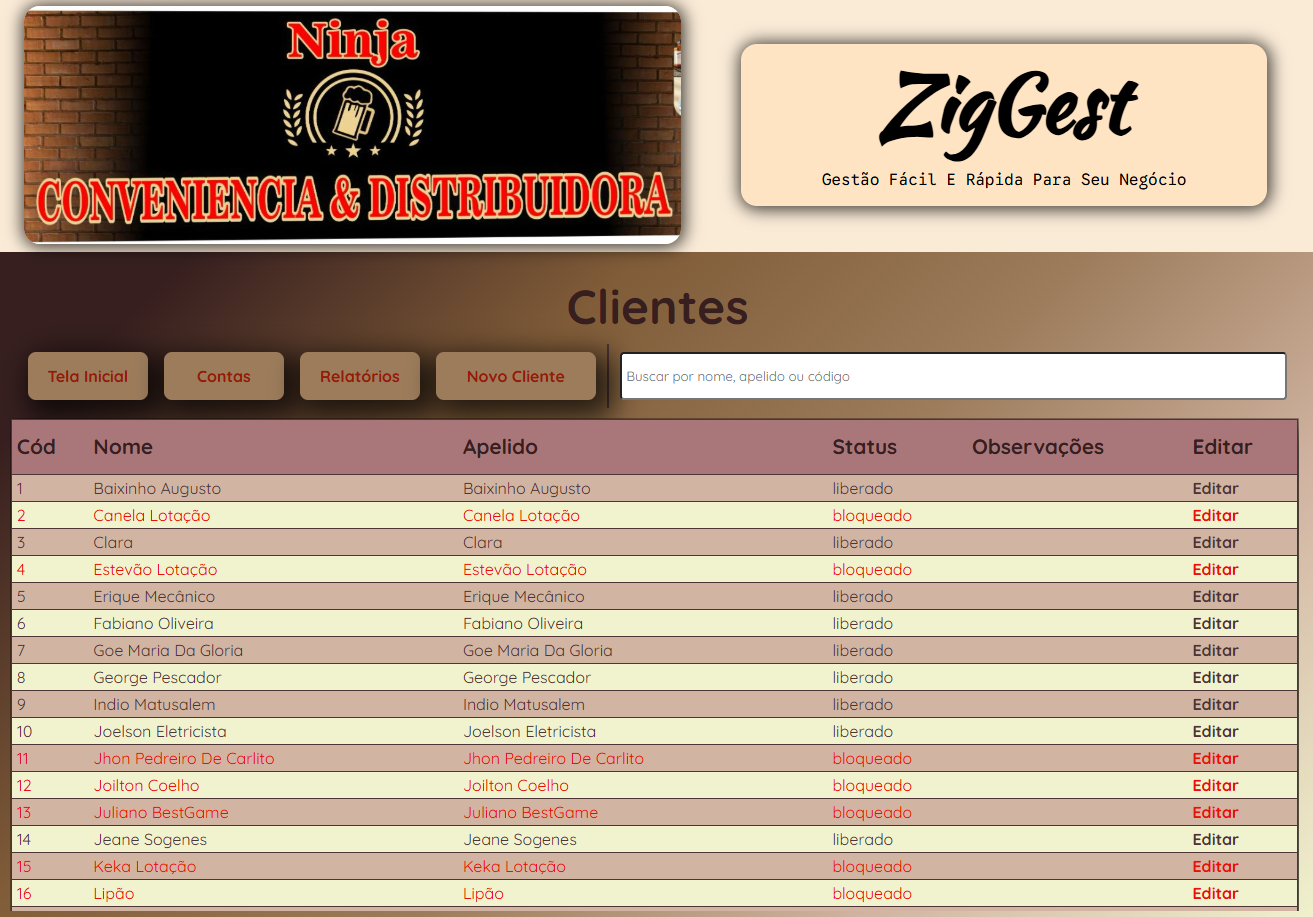 Ninja
CONVENIENCIA & DISTRIBUIDORA
ZigGest
Gestão Fácil E Rápida Para Seu Negócio
Clientes
Tela Inicial Contas Relatórios Novo Cliente Buscar por nome, apelido ou código
Cód Nome Apelido Status Observações Editar
1 Baixinho Augusto Baixinho Augusto liberado Editar
2 Canela Lotação Canela Lotação bloqueado Editar
3 Clara Clara liberado Editar
4 Estevão Lotação Estevão Lotação bloqueado Editar
5 Erique Mecânico Erique Mecânico liberado Editar
6 Fabiano Oliveira Fabiano Oliveira liberado Editar
7 Goe Maria Da Gloria Goe Maria Da Gloria liberado Editar
8 George Pescador George Pescador liberado Editar
9 Indio Matusalem Indio Matusalem liberado Editar
10 Joelson Eletricista Joelson Eletricista liberado Editar
11 Jhon Pedreiro De Carlito Jhon Pedreiro De Carlito bloqueado Editar
12 Joilton Coelho Joilton Coelho bloqueado Editar
13 Juliano BestGame Juliano BestGame bloqueado Editar
14 Jeane Sogenes Jeane Sogenes liberado Editar
15 Keka Lotação Keka Lotação bloqueado Editar
16 Lipão Lipão bloqueado Editar